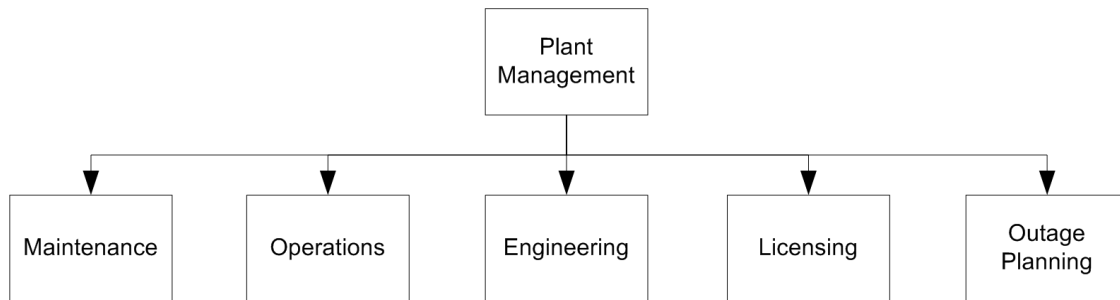 Plant
Management
Maintenance
Operations
Engineering
Licensing
Outage
Planning